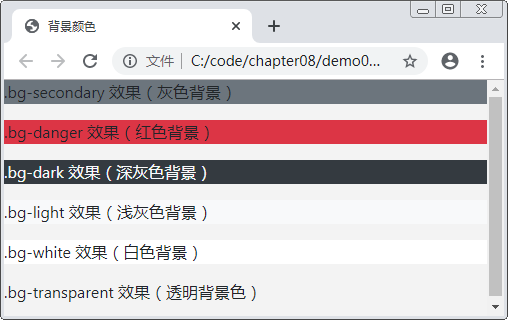 背景颜色
文件 | C:/code/chapter08/demo0...
.bg-secondary 效果（灰色背景）
.bg-danger 效果（红色背景）
.bg-dark 效果（深灰色背景）
.bg-light 效果（浅灰色背景）
.bg-white 效果（白色背景）
.bg-transparent 效果（透明背景色）